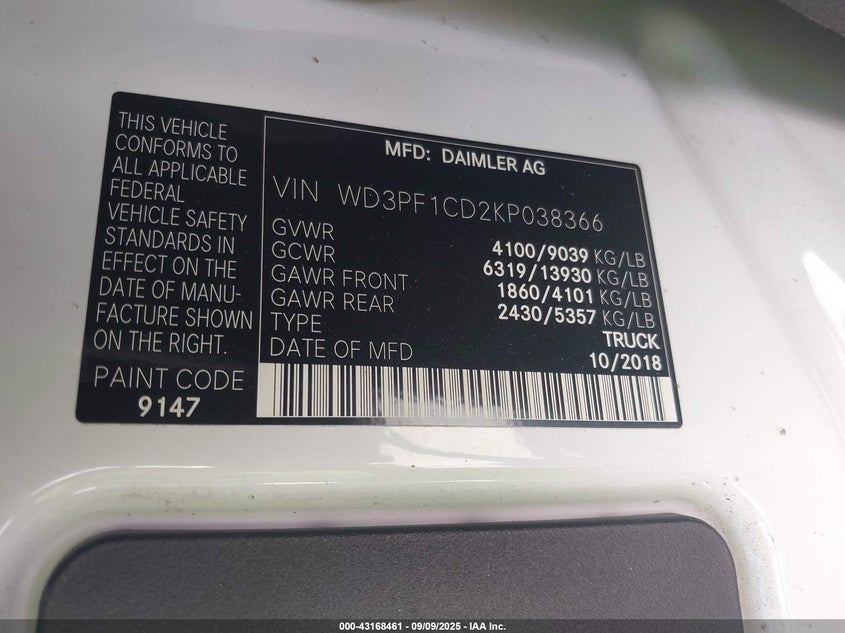 THIS VEHICLE
CONFORMS TO
ALL APPLICABLE
FEDERAL
VEHICLE SAFETY
STANDARDS IN
EFFECT ON THE
DATE OF MANU-
FACTURE SHOWN
ON THE RIGHT.
PAINT CODE
9147
MFD: DAIMLER AG
VIN WD3PF1CD2KP038366
GVWR 4100/9039 KG/LB
GCWR 6319/13930 KG/LB
GAWR FRONT 1860/4101 KG/LB
GAWR REAR 2430/5357 KG/LB
TYPE TRUCK
DATE OF MFD 10/2018
000-43168461 - 09/09/2025 - IAA Inc.